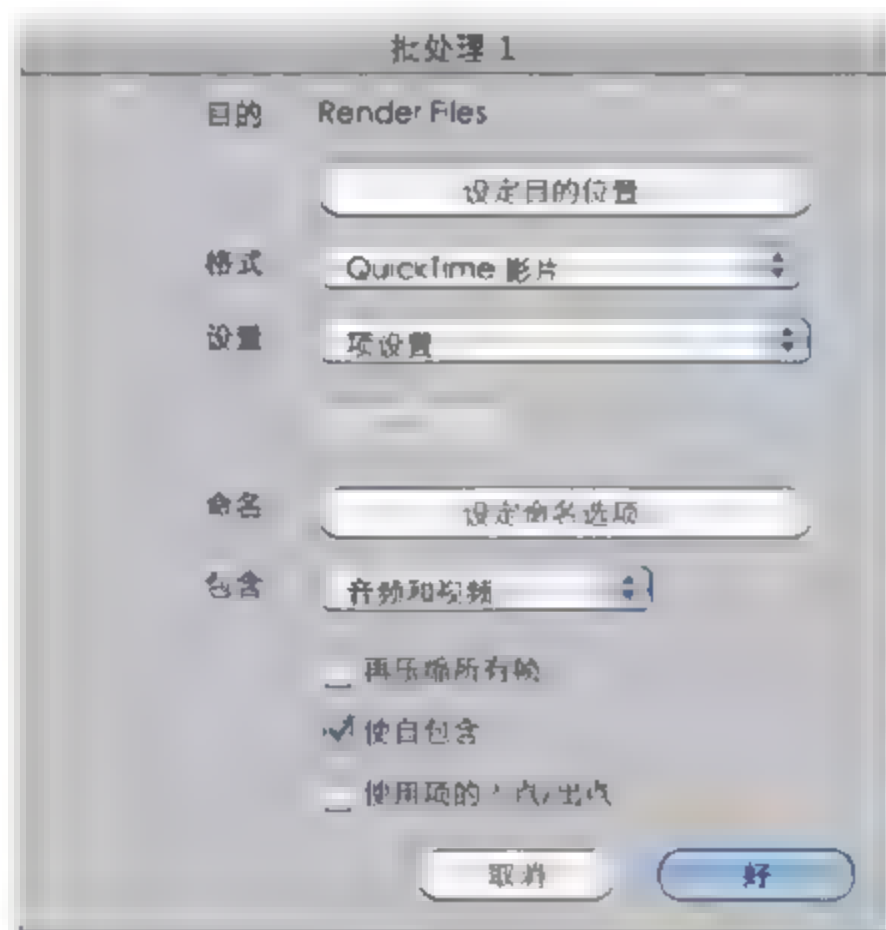 批处理 1
目的 Render Files
设定目的位置
格式 QuickTime 影片
设置 项设置
命名 设定命名选项
包含 音频和视频
再压缩所有帧
使自包含
使用项的入点/出点
取消 好